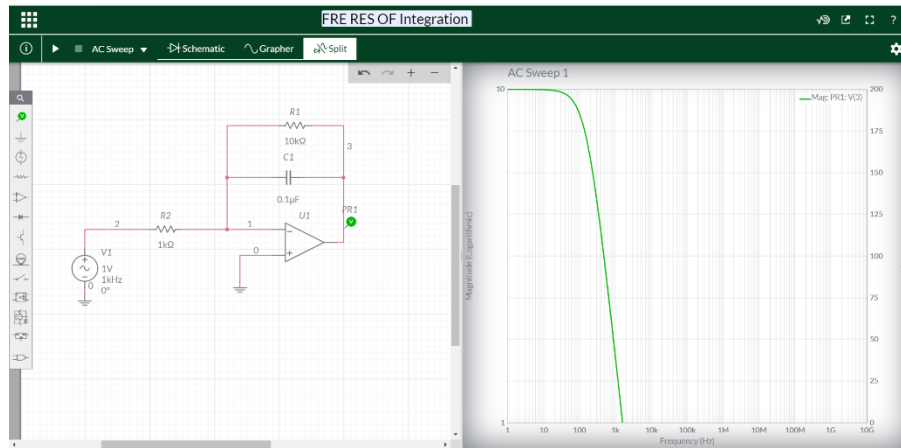 FRE RES OF Integration
?
i AC Sweep Schematic Grapher Split
AC Sweep 1
R1
10kΩ
3
C1
0.1µF
U1
PR1
V
R2
1kΩ
2
1
0
V1
1V
1kHz
0°
0
Mag: PR1: V(3)
Magnitude (Logarithmic)
10
1
200
175
150
125
100
75
50
25
0
1 10 100 1k 10k 100k 1M 10M 100M 1G 10G
Frequency (Hz)